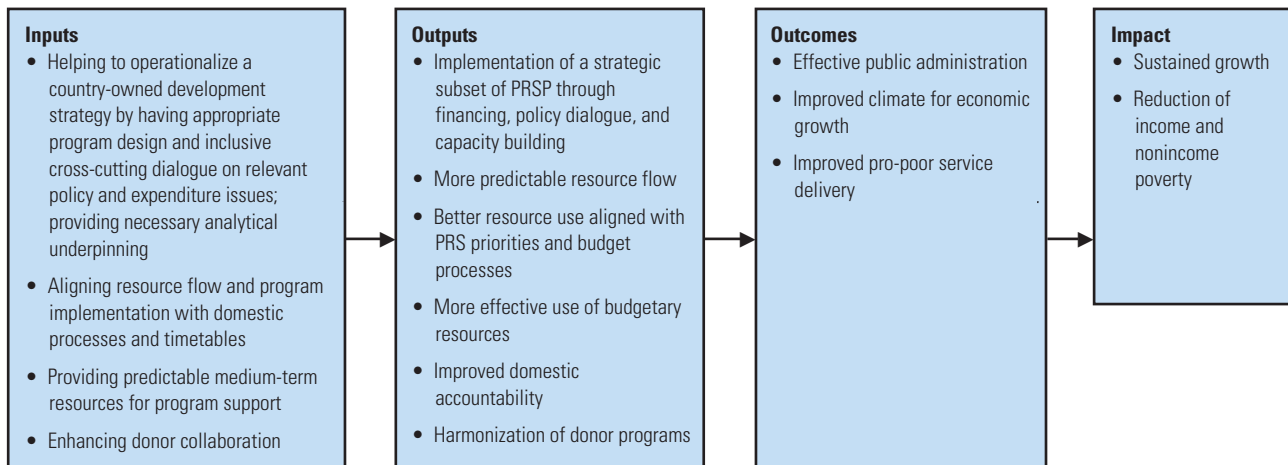 Inputs
• Helping to operationalize a
country-owned development
strategy by having appropriate
program design and inclusive
cross-cutting dialogue on relevant
policy and expenditure issues;
providing necessary analytical
underpinning
• Aligning resource flow and program
implementation with domestic
processes and timetables
• Providing predictable medium-term
resources for program support
• Enhancing donor collaboration
Outputs
• Implementation of a strategic
subset of PRSP through
financing, policy dialogue, and
capacity building
• More predictable resource flow
• Better resource use aligned with
PRS priorities and budget
processes
• More effective use of budgetary
resources
• Improved domestic
accountability
• Harmonization of donor programs
Outcomes
• Effective public administration
• Improved climate for economic
growth
• Improved pro-poor service
delivery
Impact
• Sustained growth
• Reduction of
income and
nonincome
poverty